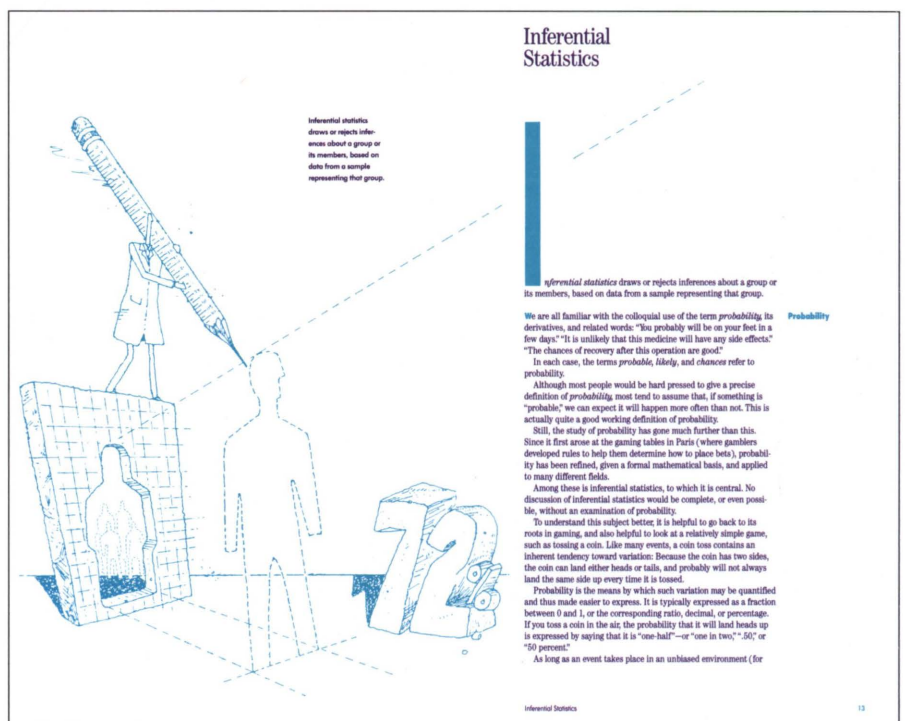 Inferential statistics
draws or rejects infer-
ences about a group or
its members, based on
data from a sample
representing that group.
72%
Inferential
Statistics
Inferential statistics draws or rejects inferences about a group or
its members, based on data from a sample representing that group.
Probability
We are all familiar with the colloquial use of the term probability, its
derivatives, and related words: “You probably will be on your feet in a
few days.” “It is unlikely that this medicine will have any side effects.”
“The chances of recovery after this operation are good.”
In each case, the terms probable, likely, and chances refer to
probability.
Although most people would be hard pressed to give a precise
definition of probability, most tend to assume that, if something is
“probable,” we can expect it will happen more often than not. This is
actually quite a good working definition of probability.
Still, the study of probability has gone much further than this.
Since it first arose at the gaming tables in Paris (where gamblers
developed rules to help them determine how to place bets), probabil-
ity has been refined, given a formal mathematical basis, and applied
to many different fields.
Among these is inferential statistics, to which it is central. No
discussion of inferential statistics would be complete, or even possi-
ble, without an examination of probability.
To understand this subject better, it is helpful to go back to its
roots in gaming, and also helpful to look at a relatively simple game,
such as tossing a coin. Like many events, a coin toss contains an
inherent tendency toward variation: Because the coin has two sides,
the coin can land either heads or tails, and probably will not always
land the same side up every time it is tossed.
Probability is the means by which such variation may be quantified
and thus made easier to express. It is typically expressed as a fraction
between 0 and 1, or the corresponding ratio, decimal, or percentage.
If you toss a coin in the air, the probability that it will land heads up
is expressed by saying that it is “one-half”—or “one in two,” “.50,” or
“50 percent.”
As long as an event takes place in an unbiased environment (for
Inferential Statistics
13